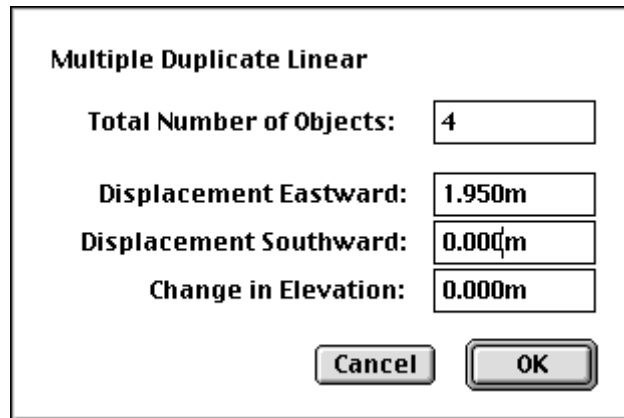 Multiple Duplicate Linear
Total Number of Objects: 4
Displacement Eastward: 1.950m
Displacement Southward: 0.000m
Change in Elevation: 0.000m
Cancel OK